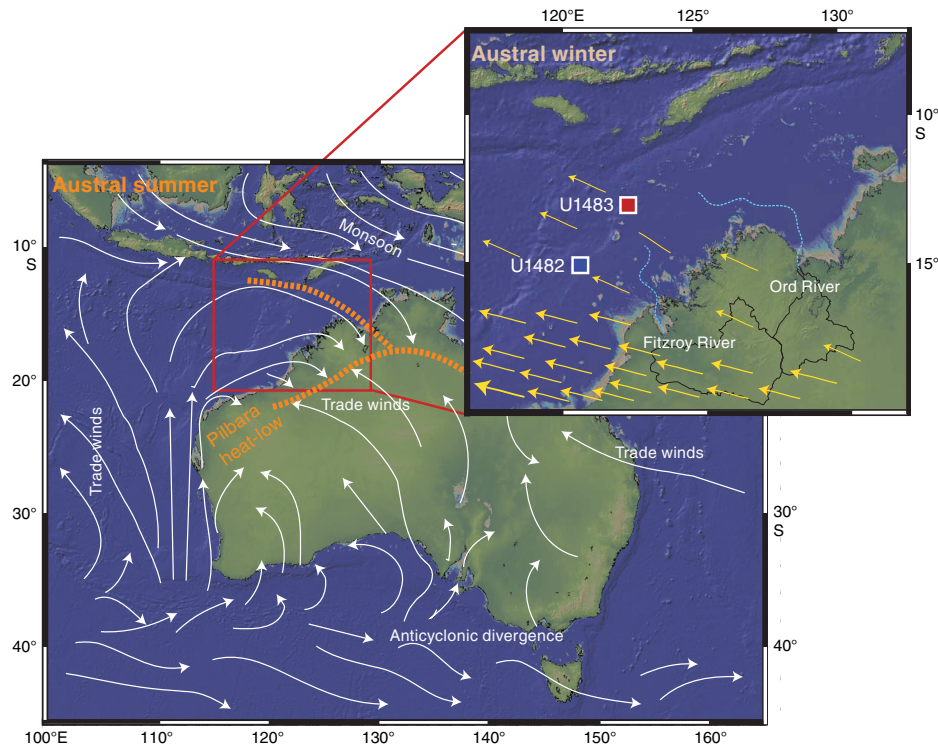 120°E
125°
130°
Austral winter
10°
S
U1483
U1482
15°
Ord River
Fitzroy River
Austral summer
Monsoon
10°
S
20°
Trade winds
Pilbara
heat-low
Trade winds
Trade winds
30°
30°
S
Anticyclonic divergence
40°
40°
100°E
110°
120°
130°
140°
150°
160°